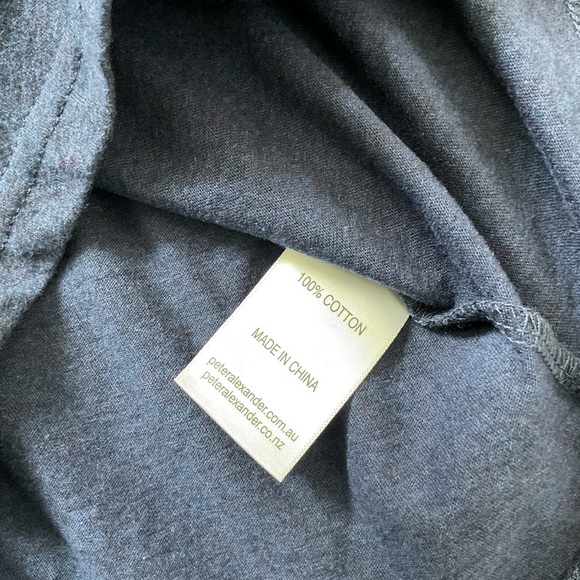 100% COTTON
MADE IN CHINA
peteralexander.com.au
peteralexander.co.nz